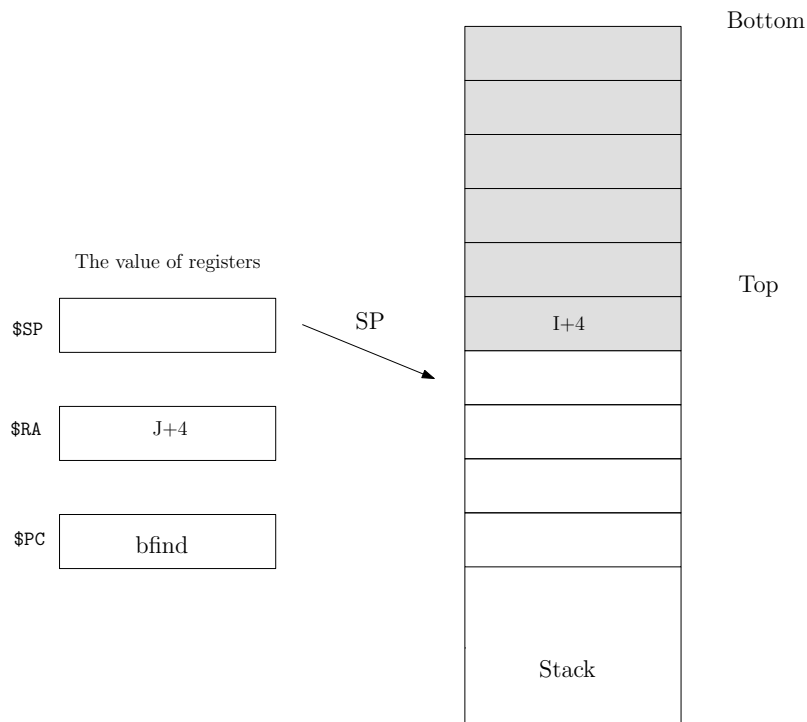 Bottom
The value of registers
Top
$SP
SP
I+4
$RA
J+4
$PC
bfind
Stack